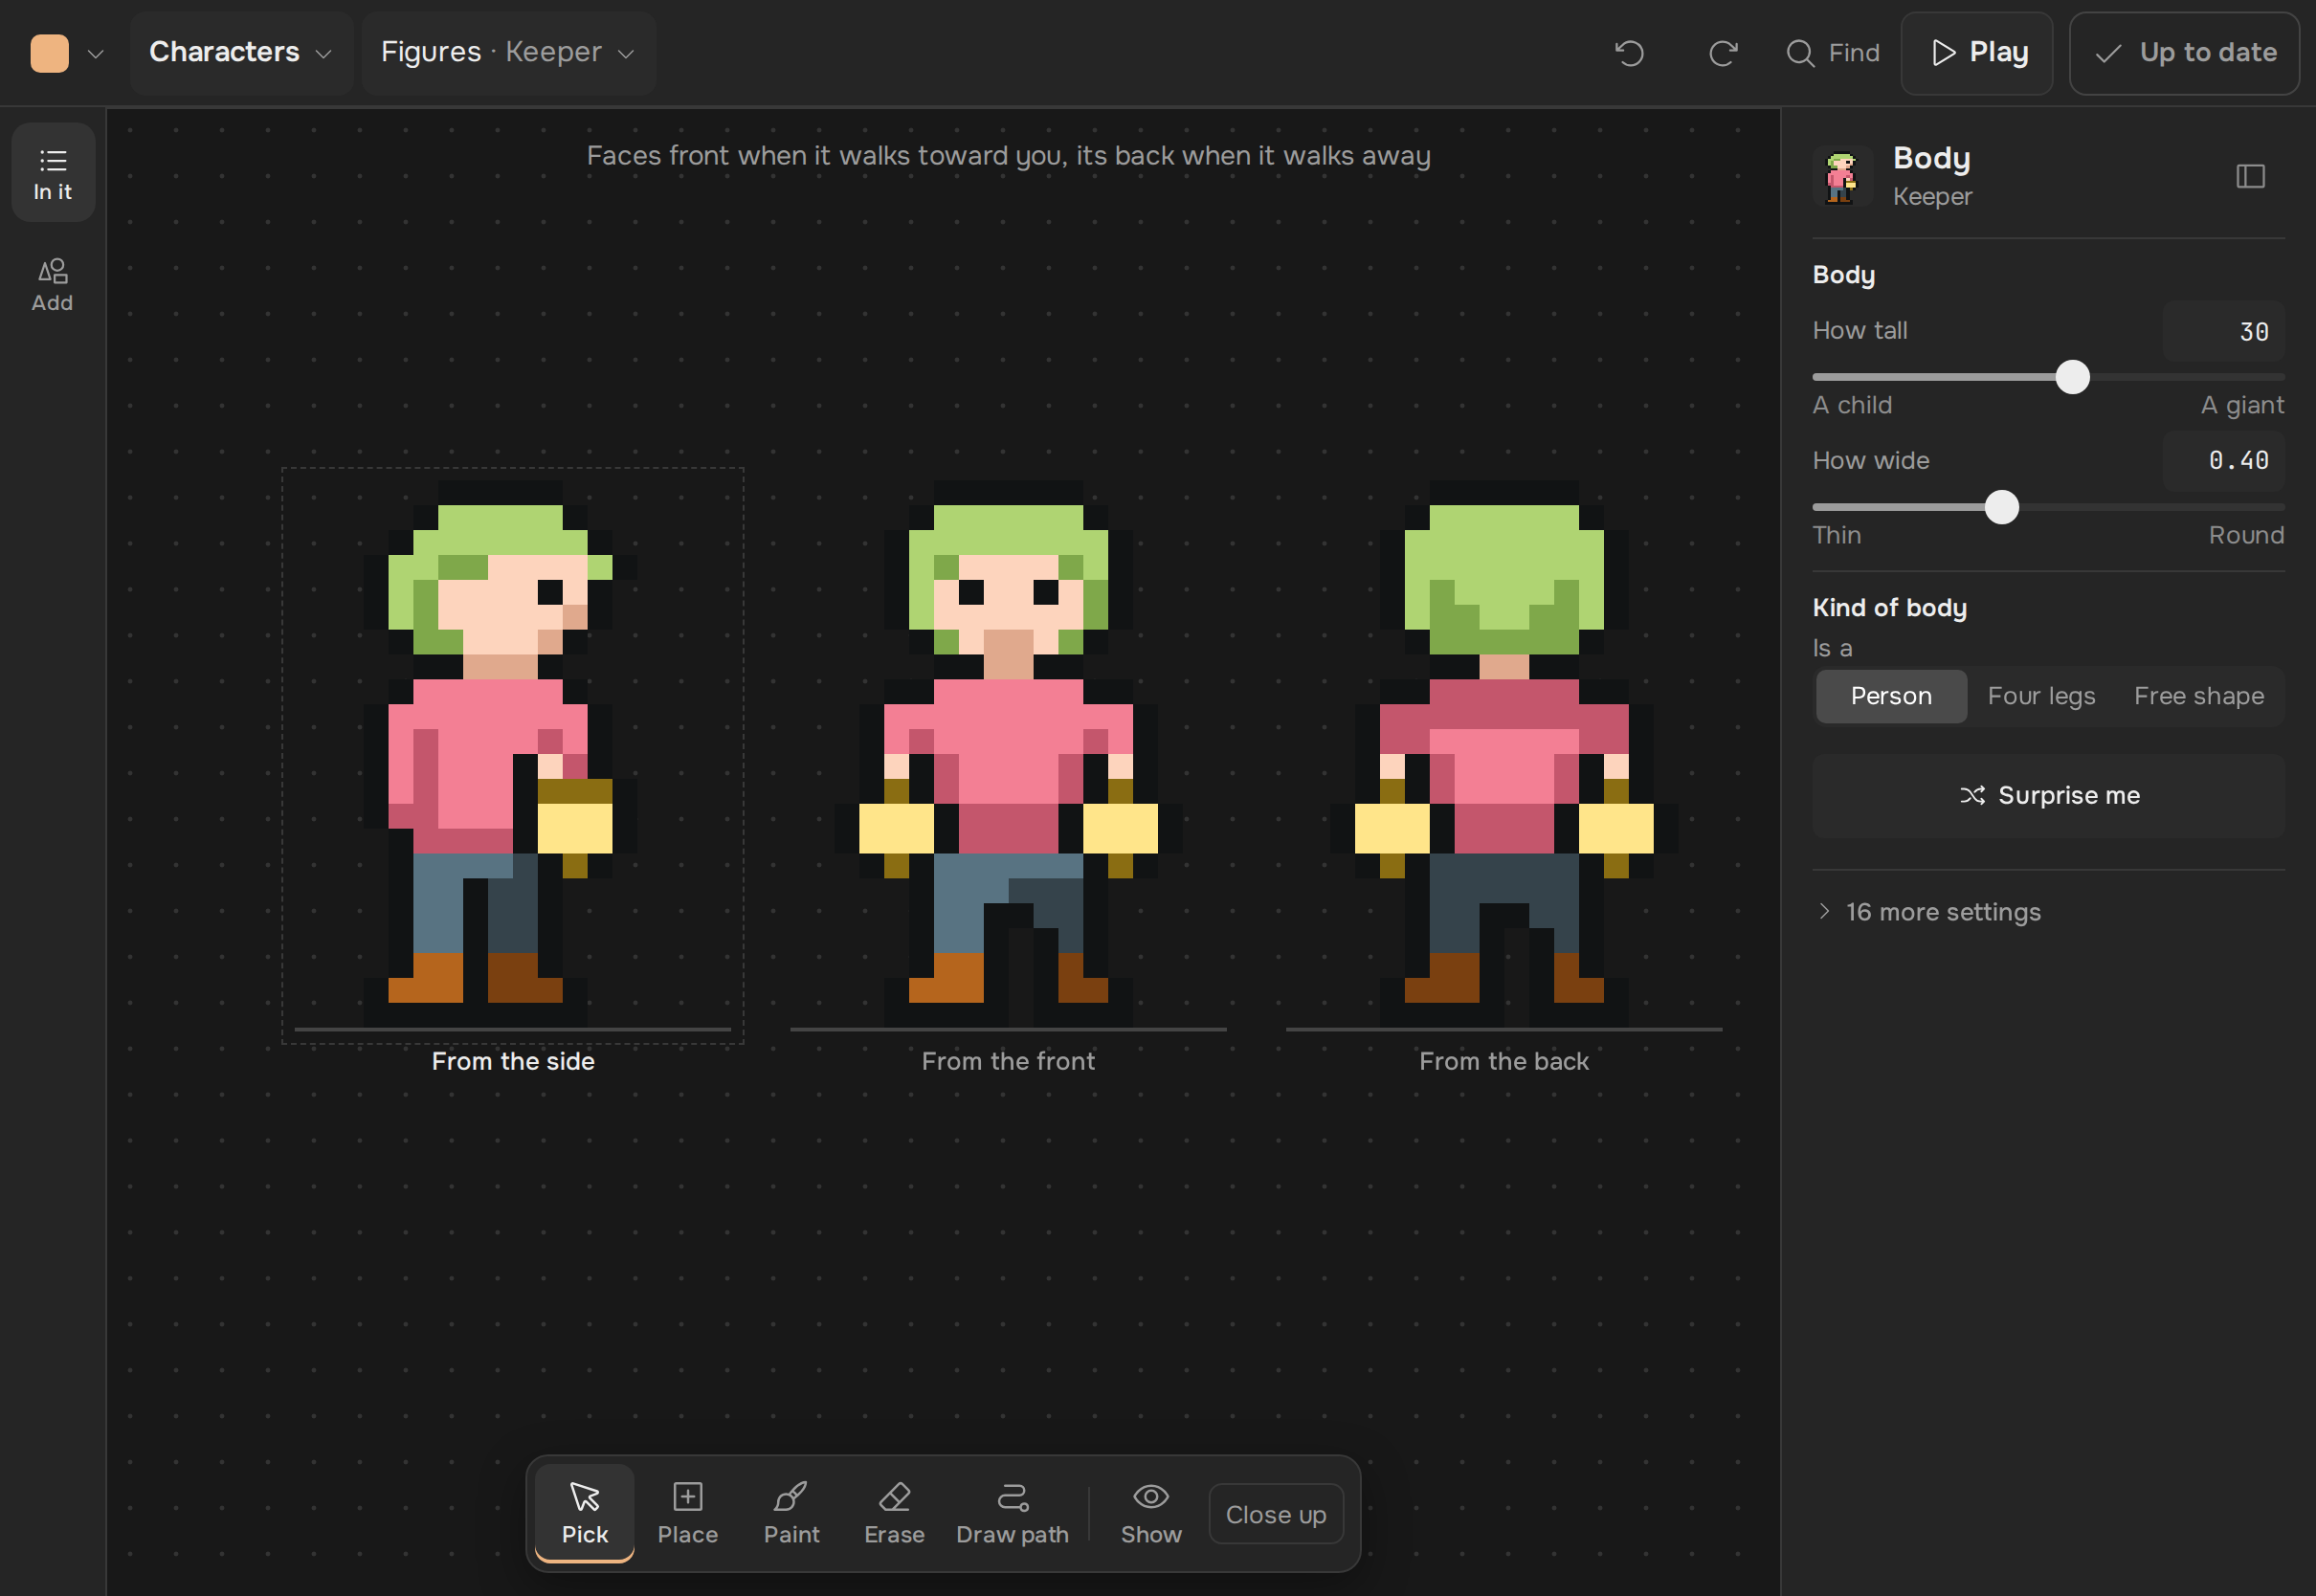 Characters
Figures · Keeper
Find
Play
Up to date
In it
Add
Faces front when it walks toward you, its back when it walks away
From the side
From the front
From the back
Pick
Place
Paint
Erase
Draw path
Show
Close up
Body
Keeper
Body
How tall 30
A child A giant
How wide 0.40
Thin Round
Kind of body
Is a
Person Four legs Free shape
Surprise me
16 more settings